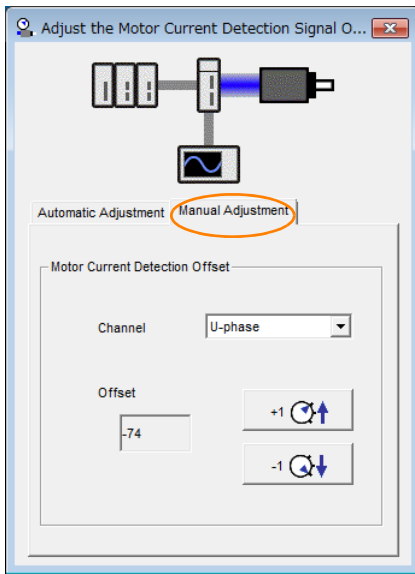 Adjust the Motor Current Detection Signal O...
Automatic Adjustment Manual Adjustment
Motor Current Detection Offset
Channel U-phase
Offset
+1
-74
-1